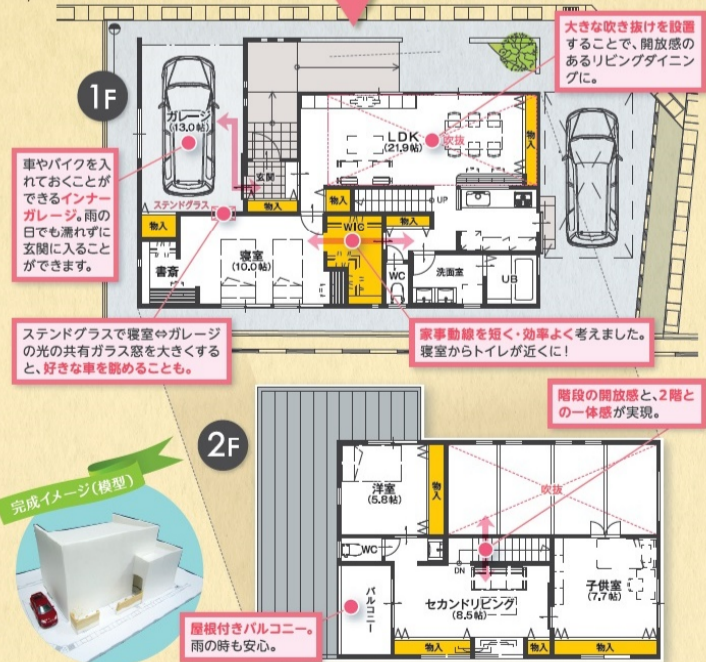 大きな吹き抜けを設置
することで、開放感の
あるリビングダイニン
グに。
1F
ガレージ
(13.0帖)
玄関
LDK
(21.9帖)
吹抜
物入
車やバイクを入
れておくことが
できるインナー
ガレージ。雨の
日でも濡れずに
玄関に入ること
ができます。
ステンドグラス
物入
物入
物入
UP
物入
WIC
物入
寝室
(10.0帖)
書斎
WC
洗面室
UB
ステンドグラスで寝室⇔ガレージ
の光の共有ガラス窓を大きくする
と、好きな車を眺めることも。
家事動線を短く・効率よく考えました。
寝室からトイレが近くに！
階段の開放感と、2階と
の一体感が実現。
2F
洋室
(5.8帖)
物入
吹抜
WC
DN
バルコニー
セカンドリビング
(8.5帖)
子供室
(7.7帖)
物入
物入
物入
完成イメージ(模型)
屋根付きバルコニー。
雨の時も安心。